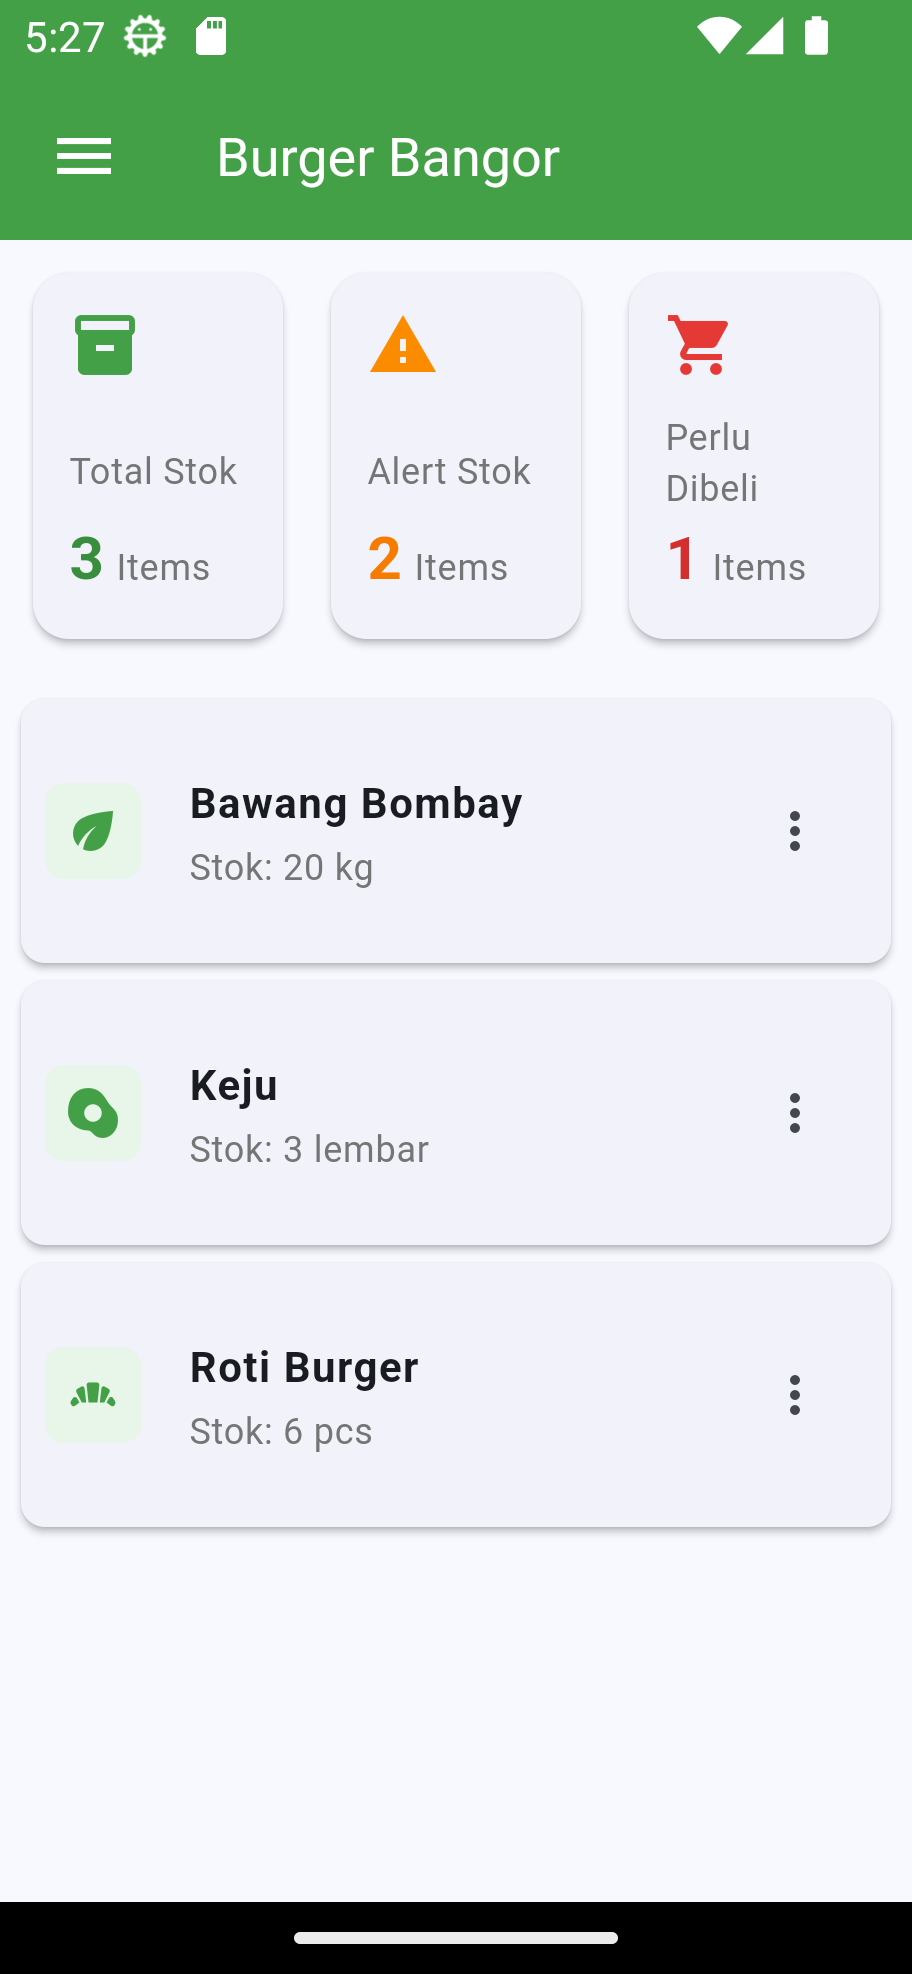 5:27
Burger Bangor
Total Stok
3 Items
Alert Stok
2 Items
Perlu
Dibeli
1 Items
Bawang Bombay
Stok: 20 kg
Keju
Stok: 3 lembar
Roti Burger
Stok: 6 pcs